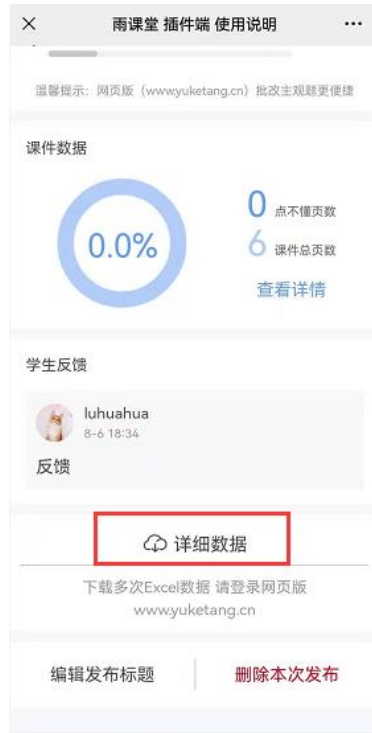 雨课堂 插件端 使用说明
温馨提示：网页版（www.yuketang.cn）批改主观题更便捷
课件数据
0.0%
0 点不懂页数
6 课件总页数
查看详情
学生反馈
luhuahua
8-6 18:34
反馈
详细数据
下载多次Excel数据 请登录网页版
www.yuketang.cn
编辑发布标题 删除本次发布